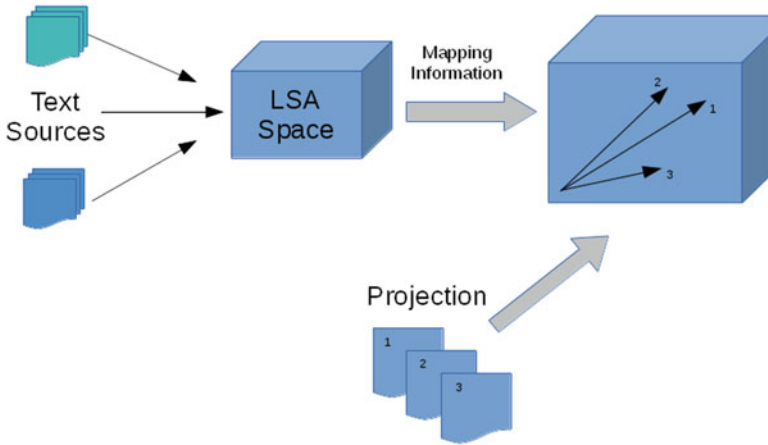 Text
Sources
LSA
Space
Mapping
Information
2
1
3
Projection
1
2
3